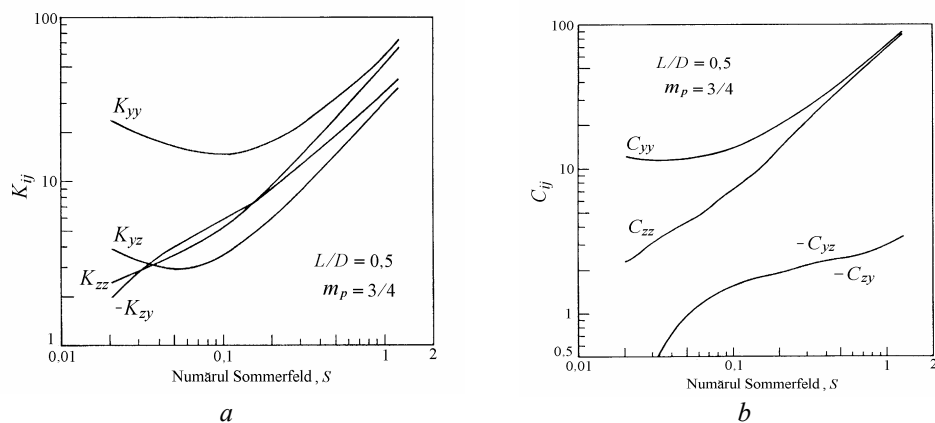 100
K_yy
K_ij
10
K_yz
K_zz
-K_zy
L/D = 0,5
m_p = 3/4
1
0.01
0.1
1
2
Numărul Sommerfeld , S
a
100
L/D = 0,5
m_p = 3/4
C_yy
C_ij
10
C_zz
-C_yz
-C_zy
1
0.5
0.01
0.1
1
2
Numărul Sommerfeld , S
b